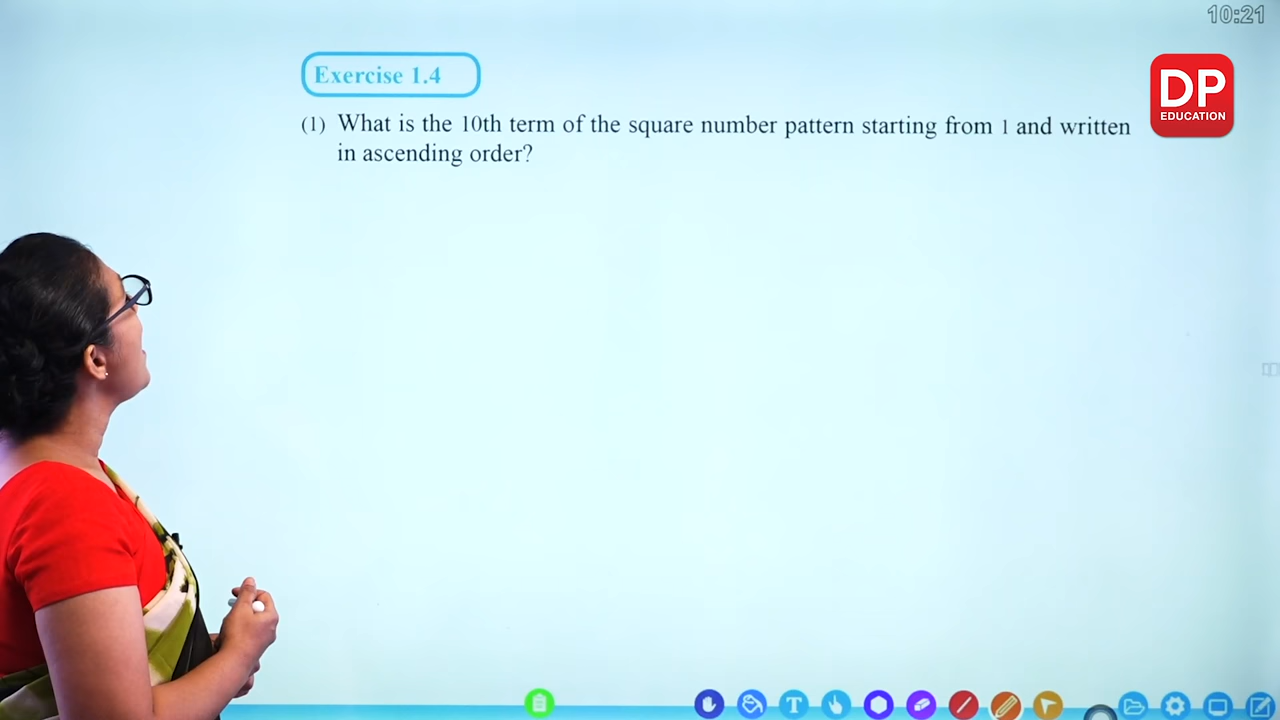 10:21
Exercise 1.4
DP
EDUCATION
(1) What is the 10th term of the square number pattern starting from 1 and written
in ascending order?
T